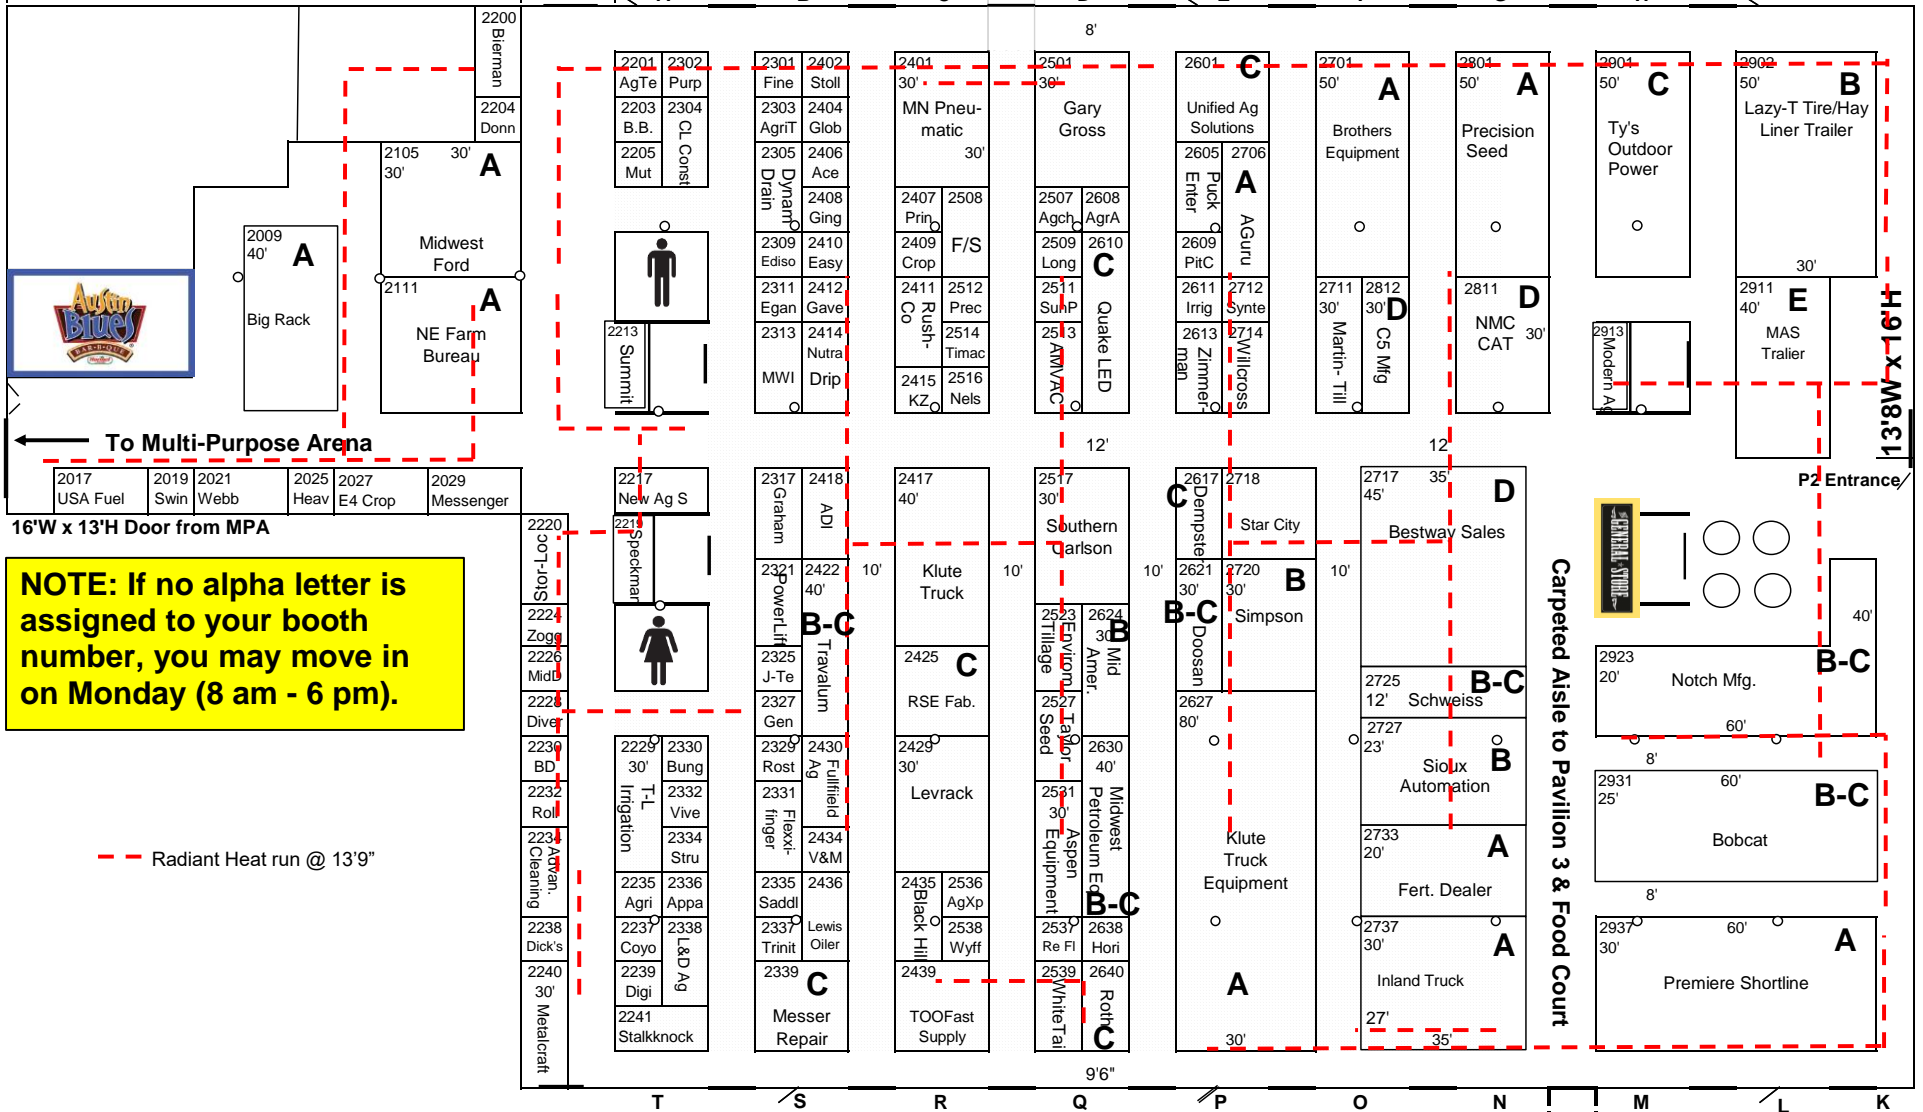 8'
2200
Bierman
2204
Donn
2201
AgTe
2302
Purp
2203
B.B.
2304
CL Const
2205
Mut
2301
Fine
2402
Stoll
2303
AgriT
2404
Glob
2305
Dynam
Drain
2406
Ace
2408
Ging
2309
Ediso
2410
Easy
2311
Egan
2412
Gave
2313
MWI
2414
Nutra
Drip
2401
30'
MN Pneu-
matic
30'
2407
Prin
2508
F/S
2409
Crop
2411
Rush-
Co
2512
Prec
2514
Timac
2415
KZ
2516
Nels
2501
30'
Gary
Gross
2507
Agch
2608
AgrA
2509
Long
2610
C
Quake LED
2511
SunP
2513
AMVAC
2601
C
Unified Ag
Solutions
2605
Puck
Enter
2706
A
AGuru
2609
PitC
2611
Irrig
2712
Synte
2613
Zimmer-
man
2714
Wilcross
2701
50'
A
Brothers
Equipment
2711
30'
Martin- Till
2812
30'
D
C5 Mfg
2801
50'
A
Precision
Seed
2811
D
NMC
CAT
30'
2901
50'
C
Ty's
Outdoor
Power
2913
Modern Ag
2902
50'
B
Lazy-T Tire/Hay
Liner Trailer
30'
2911
40'
E
MAS
Tralier
13'8W x 16'H
P2 Entrance
2105
30'
30'
A
Midwest
Ford
2111
A
NE Farm
Bureau
2009
40'
A
Big Rack
Austin
Blues
BAR-B-QUE
2213
Summit
To Multi-Purpose Arena
12'
12
2017
USA Fuel
2019
Swin
2021
Webb
2025
Heav
2027
E4 Crop
2029
Messenger
16'W x 13'H Door from MPA
NOTE: If no alpha letter is
assigned to your booth
number, you may move in
on Monday (8 am - 6 pm).
Radiant Heat run @ 13'9”
2220
Stor-Loc
2224
Zogg
2226
MidD
2228
Diver
2230
BD
2232
Roll
2234
Advan.
Cleaning
2238
Dick's
2240
30'
Metalcraft
2217
New Ag S
2219
Speckman
2229
30'
T-L
Irrigation
2330
Bung
2332
Vive
2334
Stru
2235
Agri
2336
Appa
2237
Coyo
2338
L&D Ag
2239
Digi
2241
Stalkknock
2317
Graham
2418
ADI
2321
PowerLift
2422
40'
B-C
Travalum
2325
J-Te
2327
Gen
2329
Rost
2430
Fullfield
Ag
2331
Flexxi-
finger
2434
V&M
2335
Saddl
2436
Lewis
Oiler
2337
Trinit
2339
C
Messer
Repair
10'
2417
40'
Klute
Truck
2425
C
RSE Fab.
2429
30'
Levrack
2435
Black Hill
2536
AgXp
2538
Wyff
2439
TOOFast
Supply
10'
2517
30'
Southern
Carlson
2523
Envirom
Tillage
2624
30'
B
Mid
Amer.
2527
Taylor
Seed
2630
40'
Midwest
Petroleum Eq
B-C
2531
30'
Aspen
Equipment
2537
Re Fl
2638
Hori
2539
WhiteTai
2640
Roth
C
10'
2617
C
Dempster
2718
Star City
2621
30'
B-C
Doosan
2720
30'
B
Simpson
2627
80'
Klute
Truck
Equipment
A
30'
10'
2717
45'
35'
D
Bestway Sales
2725
12'
B-C
Schweiss
2727
23'
B
Sioux
Automation
2733
20'
A
Fert. Dealer
2737
30'
A
Inland Truck
27'
35'
Carpeted Aisle to Pavilion 3 & Food Court
GENERAL STORE
40'
B-C
2923
20'
Notch Mfg.
60'
8'
2931
25'
60'
B-C
Bobcat
8'
2937
30'
60'
A
Premiere Shortline
9'6"
T
S
R
Q
P
O
N
M
L
K